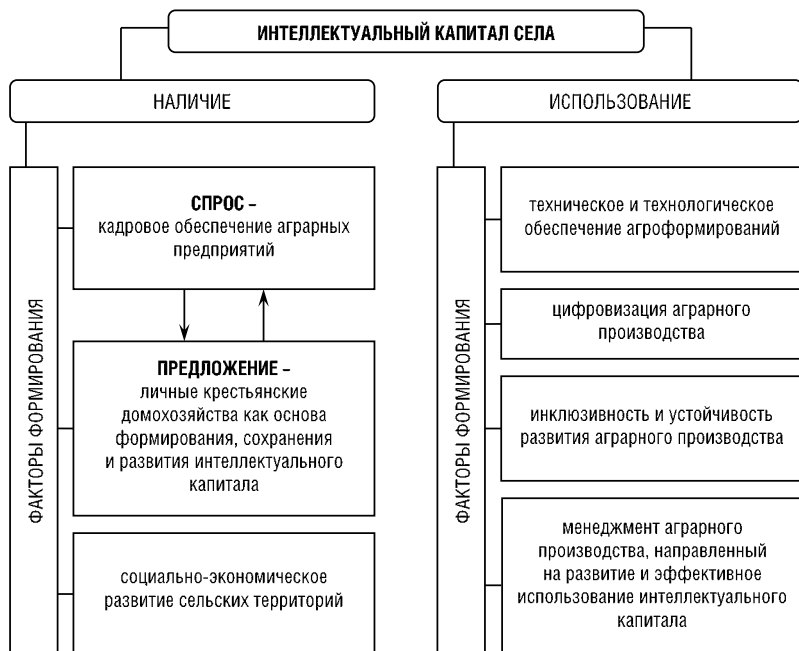 ИНТЕЛЛЕКТУАЛЬНЫЙ КАПИТАЛ СЕЛА
НАЛИЧИЕ
ФАКТОРЫ ФОРМИРОВАНИЯ
СПРОС –
кадровое обеспечение аграрных
предприятий
ПРЕДЛОЖЕНИЕ –
личные крестьянские
домохозяйства как основа
формирования, сохранения
и развития интеллектуального
капитала
социально-экономическое
развитие сельских территорий
ИСПОЛЬЗОВАНИЕ
ФАКТОРЫ ФОРМИРОВАНИЯ
техническое и технологическое
обеспечение агроформирований
цифровизация аграрного
производства
инклюзивность и устойчивость
развития аграрного производства
менеджмент аграрного
производства, направленный
на развитие и эффективное
использование интеллектуального
капитала